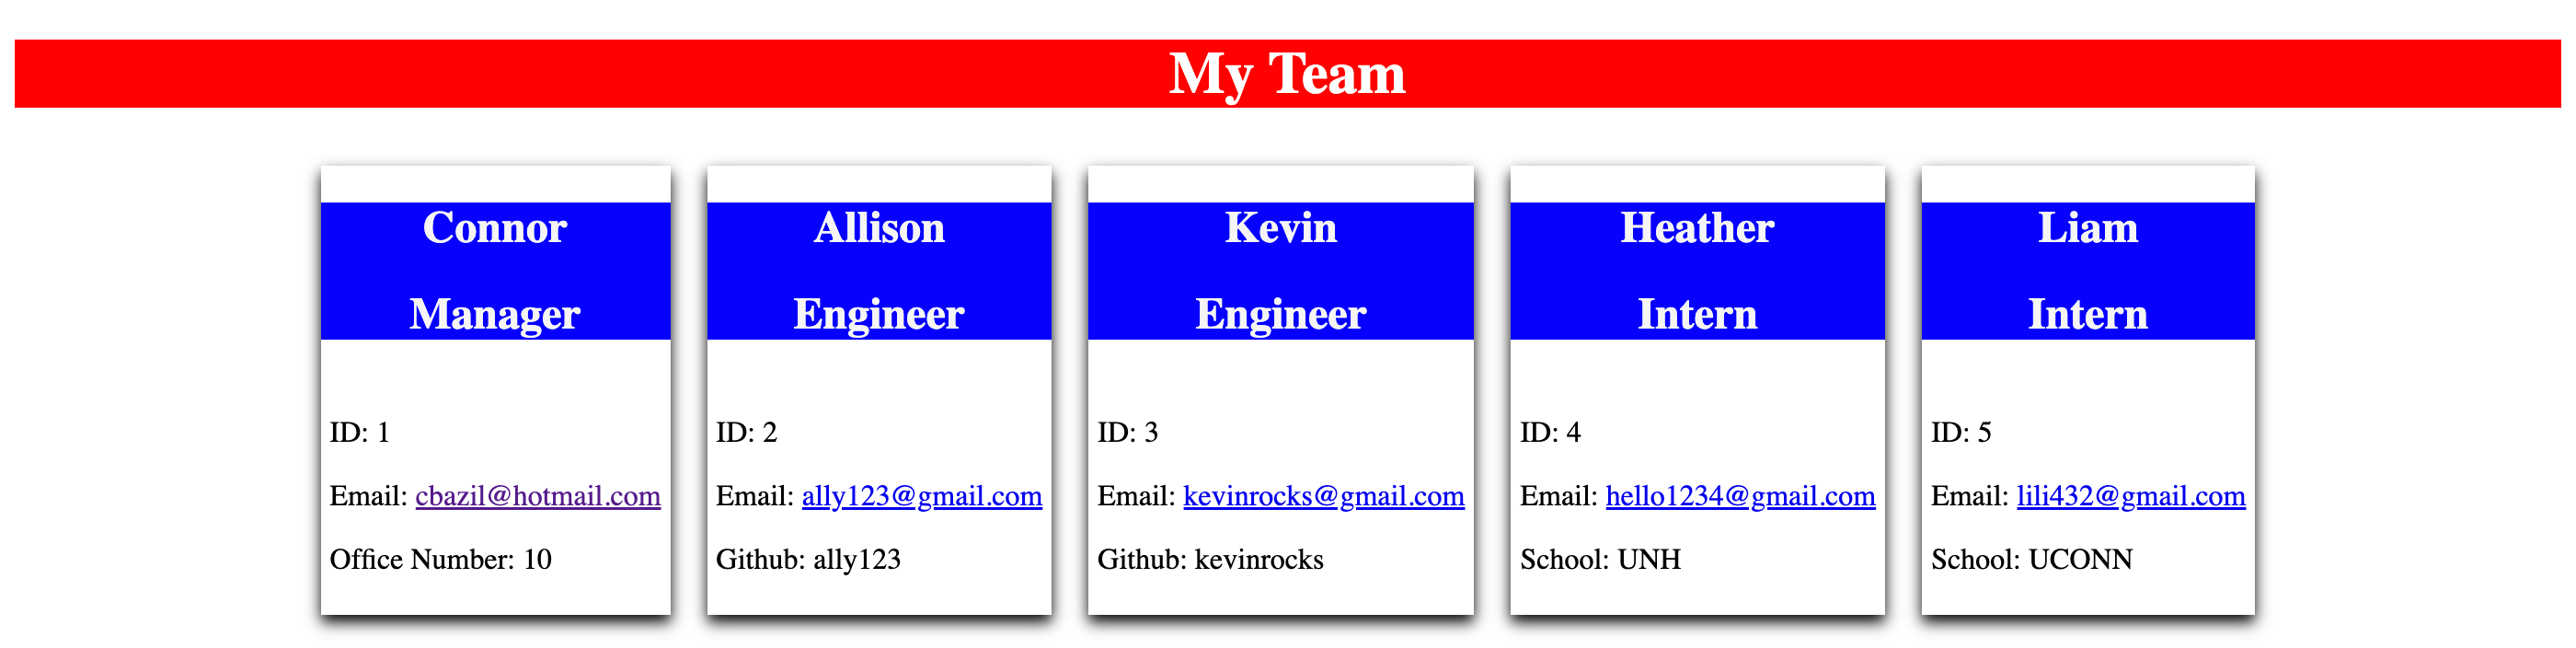 My Team
Connor
Manager
ID: 1
Email: cbazil@hotmail.com
Office Number: 10
Allison
Engineer
ID: 2
Email: ally123@gmail.com
Github: ally123
Kevin
Engineer
ID: 3
Email: kevinrocks@gmail.com
Github: kevinrocks
Heather
Intern
ID: 4
Email: hello1234@gmail.com
School: UNH
Liam
Intern
ID: 5
Email: lili432@gmail.com
School: UCONN